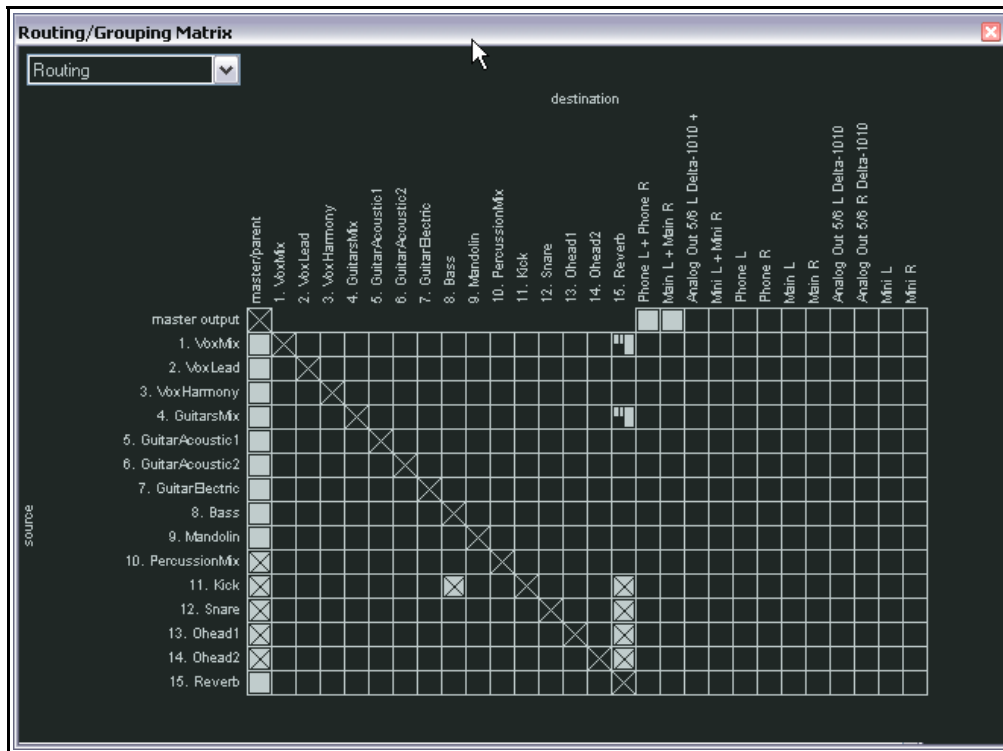 Routing/Grouping Matrix
Routing
destination
master/parent
1. VoxMix
2. VoxLead
3. VoxHarmony
4. GuitarsMix
5. GuitarAcoustic1
6. GuitarAcoustic2
7. GuitarElectric
8. Bass
9. Mandolin
10. PercussionMix
11. Kick
12. Snare
13. Ohead1
14. Ohead2
15. Reverb
Phone L + Phone R
Main L + Main R
Analog Out 5/6 L Delta-1010 +
Mini L + Mini R
Phone L
Phone R
Main L
Main R
Analog Out 5/6 L Delta-1010
Analog Out 5/6 R Delta-1010
Mini L
Mini R
source
master output
1. VoxMix
2. VoxLead
3. VoxHarmony
4. GuitarsMix
5. GuitarAcoustic1
6. GuitarAcoustic2
7. GuitarElectric
8. Bass
9. Mandolin
10. PercussionMix
11. Kick
12. Snare
13. Ohead1
14. Ohead2
15. Reverb